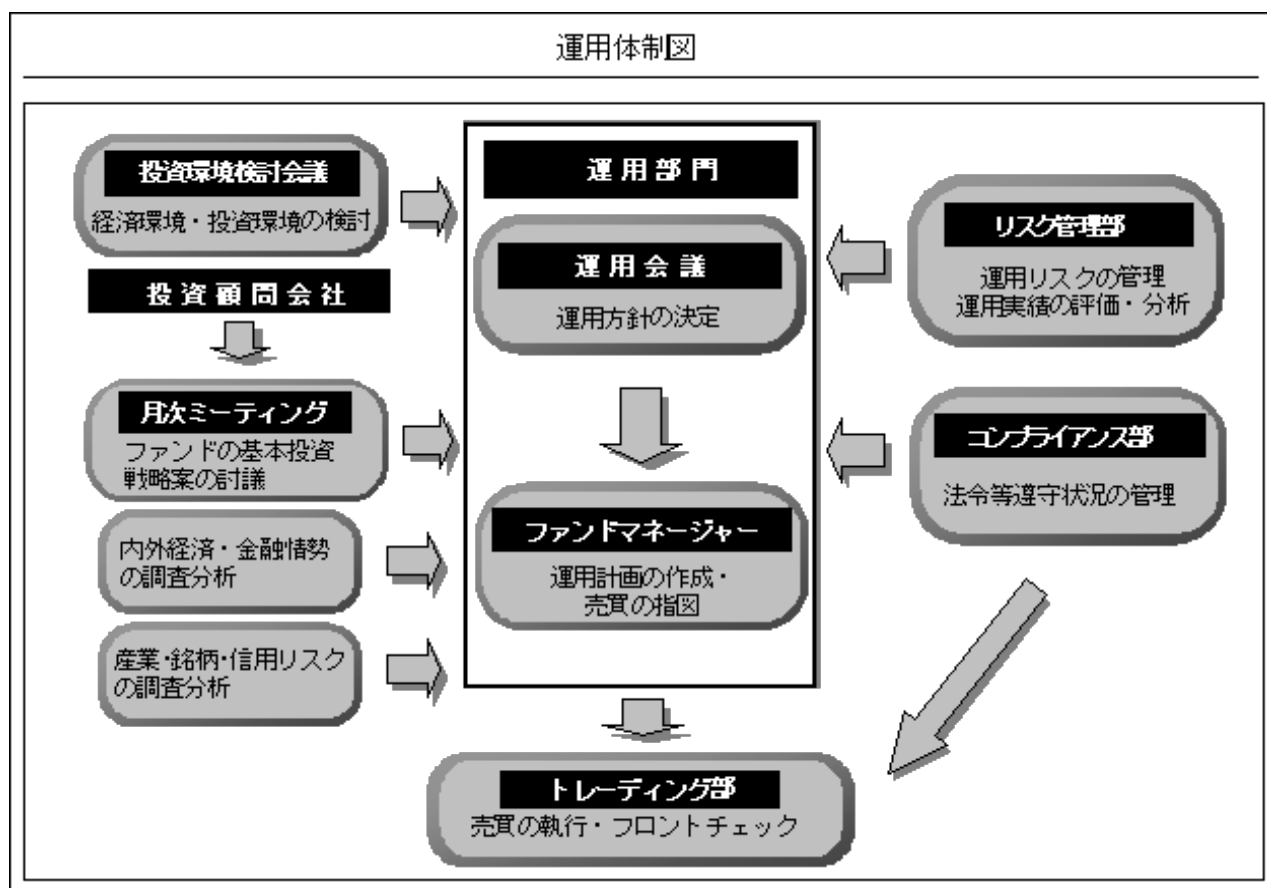 運用体制図
投資環境検討会議
経済環境・投資環境の検討
投資顧問会社
月次ミーティング
ファンドの基本投資
戦略案の討議
内外経済・金融情勢
の調査分析
産業・銘柄・信用リスク
の調査分析
運用部門
運用会議
運用方針の決定
ファンドマネージャー
運用計画の作成・
売買の指図
リスク管理部
運用リスクの管理
運用実績の評価・分析
コンプライアンス部
法令等遵守状況の管理
トレーディング部
売買の執行・フロントチェック